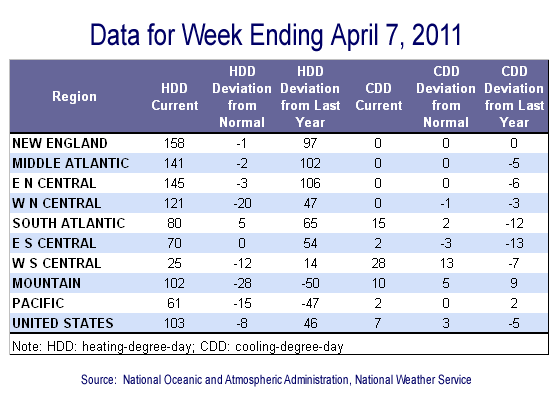 Data for Week Ending April 7, 2011
Region HDD Current HDD Deviation from Normal HDD Deviation from Last Year CDD Current CDD Deviation from Normal CDD Deviation from Last Year
NEW ENGLAND 158 -1 97 0 0 0
MIDDLE ATLANTIC 141 -2 102 0 0 -5
E N CENTRAL 145 -3 106 0 0 -6
W N CENTRAL 121 -20 47 0 -1 -3
SOUTH ATLANTIC 80 5 65 15 2 -12
E S CENTRAL 70 0 54 2 -3 -13
W S CENTRAL 25 -12 14 28 13 -7
MOUNTAIN 102 -28 -50 10 5 9
PACIFIC 61 -15 -47 2 0 2
UNITED STATES 103 -8 46 7 3 -5
Note: HDD: heating-degree-day; CDD: cooling-degree-day
Source: National Oceanic and Atmospheric Administration, National Weather Service